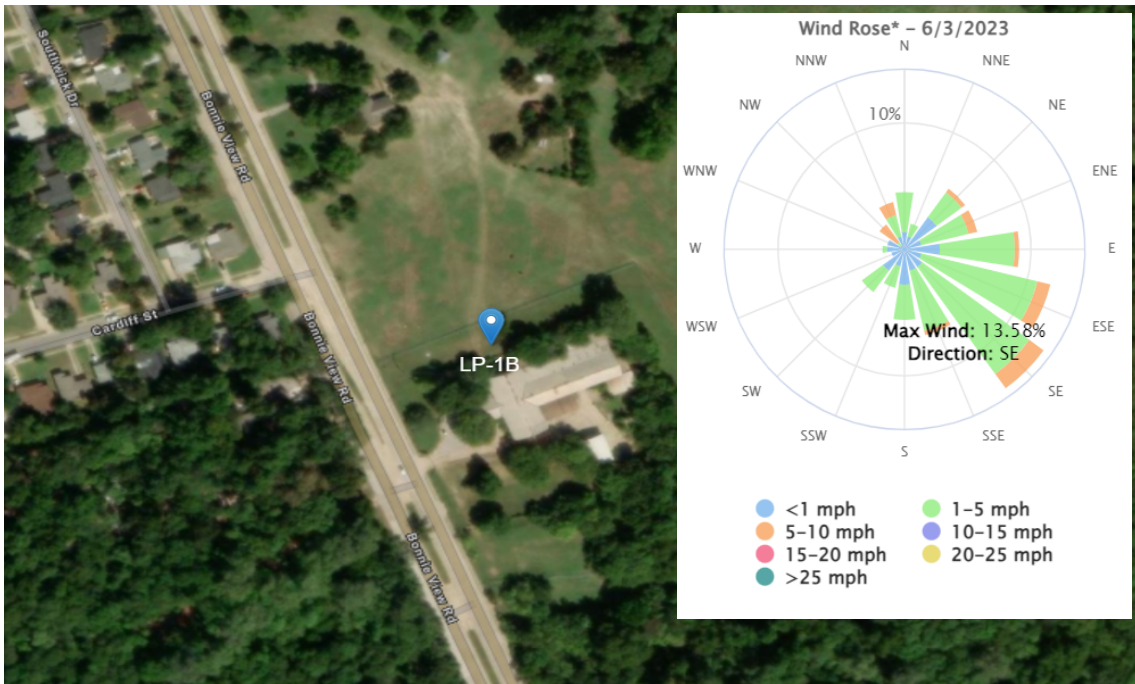 Southwick Dr
Bonnie View Rd
Cardiff St
Bonnie View Rd
LP-1B
Bonnie View Rd
Wind Rose* – 6/3/2023
N
NNW
NNE
NW
NE
10%
WNW
ENE
W
E
WSW
ESE
Max Wind: 13.58%
Direction: SE
SW
SE
SSW
SSE
S
<1 mph
1–5 mph
5–10 mph
10–15 mph
15–20 mph
20–25 mph
>25 mph